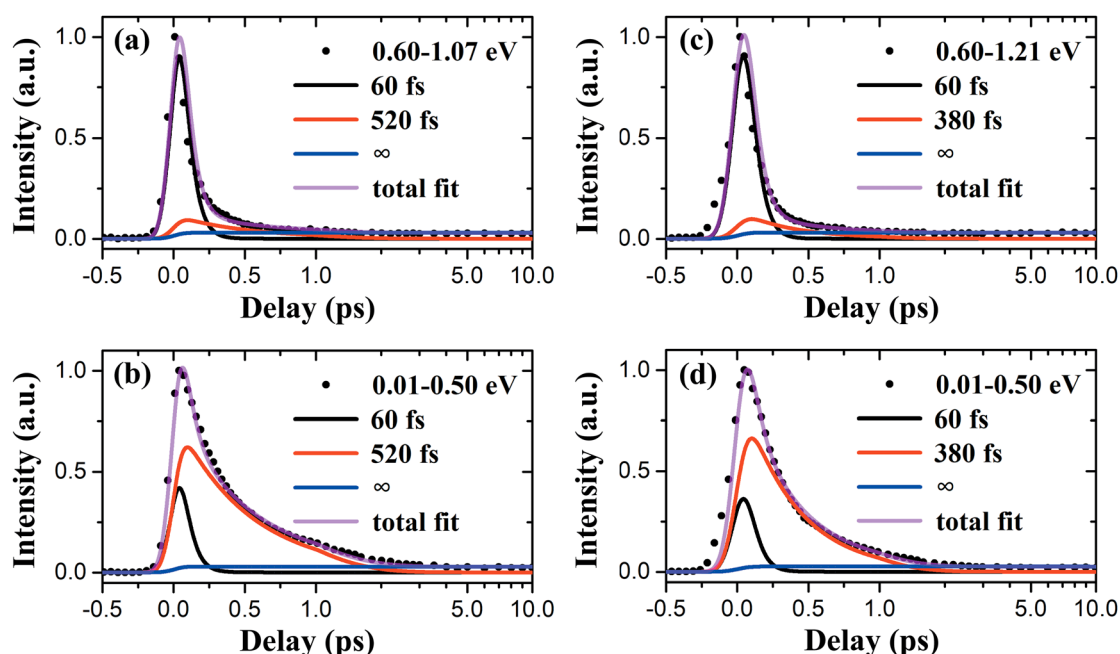 (a)
0.60-1.07 eV
60 fs
520 fs
∞
total fit
1.0
0.5
0.0
Intensity (a.u.)
-0.5 0.0 0.5 1.0 5.0 10.0
Delay (ps)
(c)
0.60-1.21 eV
60 fs
380 fs
∞
total fit
1.0
0.5
0.0
Intensity (a.u.)
-0.5 0.0 0.5 1.0 5.0 10.0
Delay (ps)
(b)
0.01-0.50 eV
60 fs
520 fs
∞
total fit
1.0
0.5
0.0
Intensity (a.u.)
-0.5 0.0 0.5 1.0 5.0 10.0
Delay (ps)
(d)
0.01-0.50 eV
60 fs
380 fs
∞
total fit
1.0
0.5
0.0
Intensity (a.u.)
-0.5 0.0 0.5 1.0 5.0 10.0
Delay (ps)